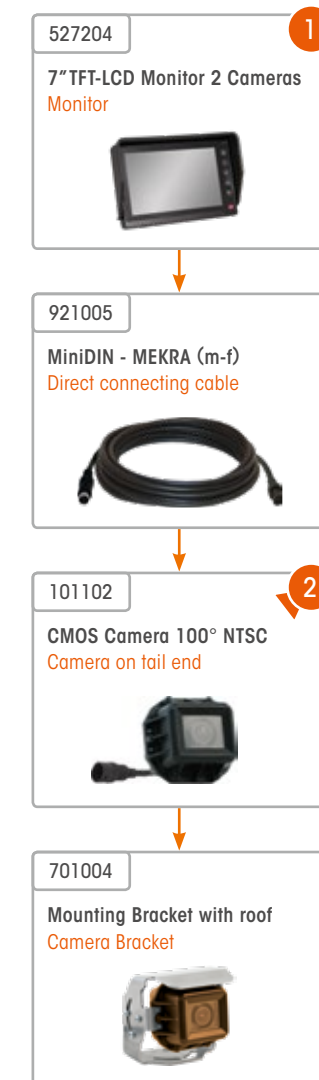 527204
1
7”TFT-LCD Monitor 2 Cameras
Monitor
921005
MiniDIN - MEKRA (m-f)
Direct connecting cable
101102
2
CMOS Camera 100° NTSC
Camera on tail end
701004
Mounting Bracket with roof
Camera Bracket